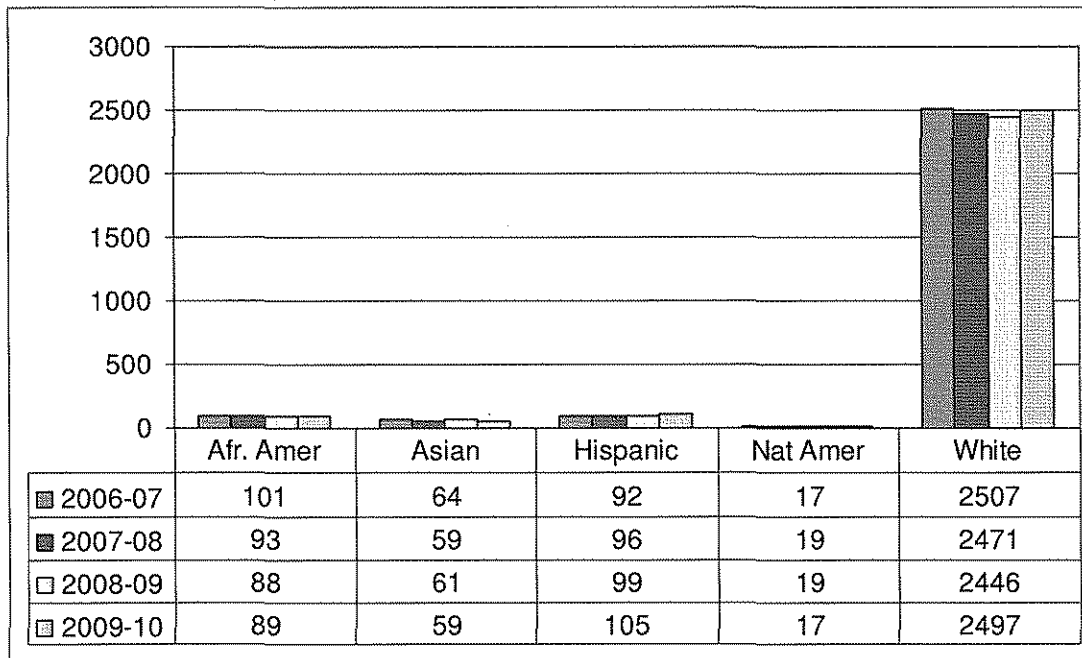 3000
2500
2000
1500
1000
500
0
Afr. Amer Asian Hispanic Nat Amer White
2006-07 101 64 92 17 2507
2007-08 93 59 96 19 2471
2008-09 88 61 99 19 2446
2009-10 89 59 105 17 2497